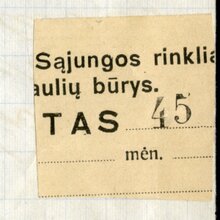 Sąjungos rinklia
aulių būrys.
TAS 45
mėn.